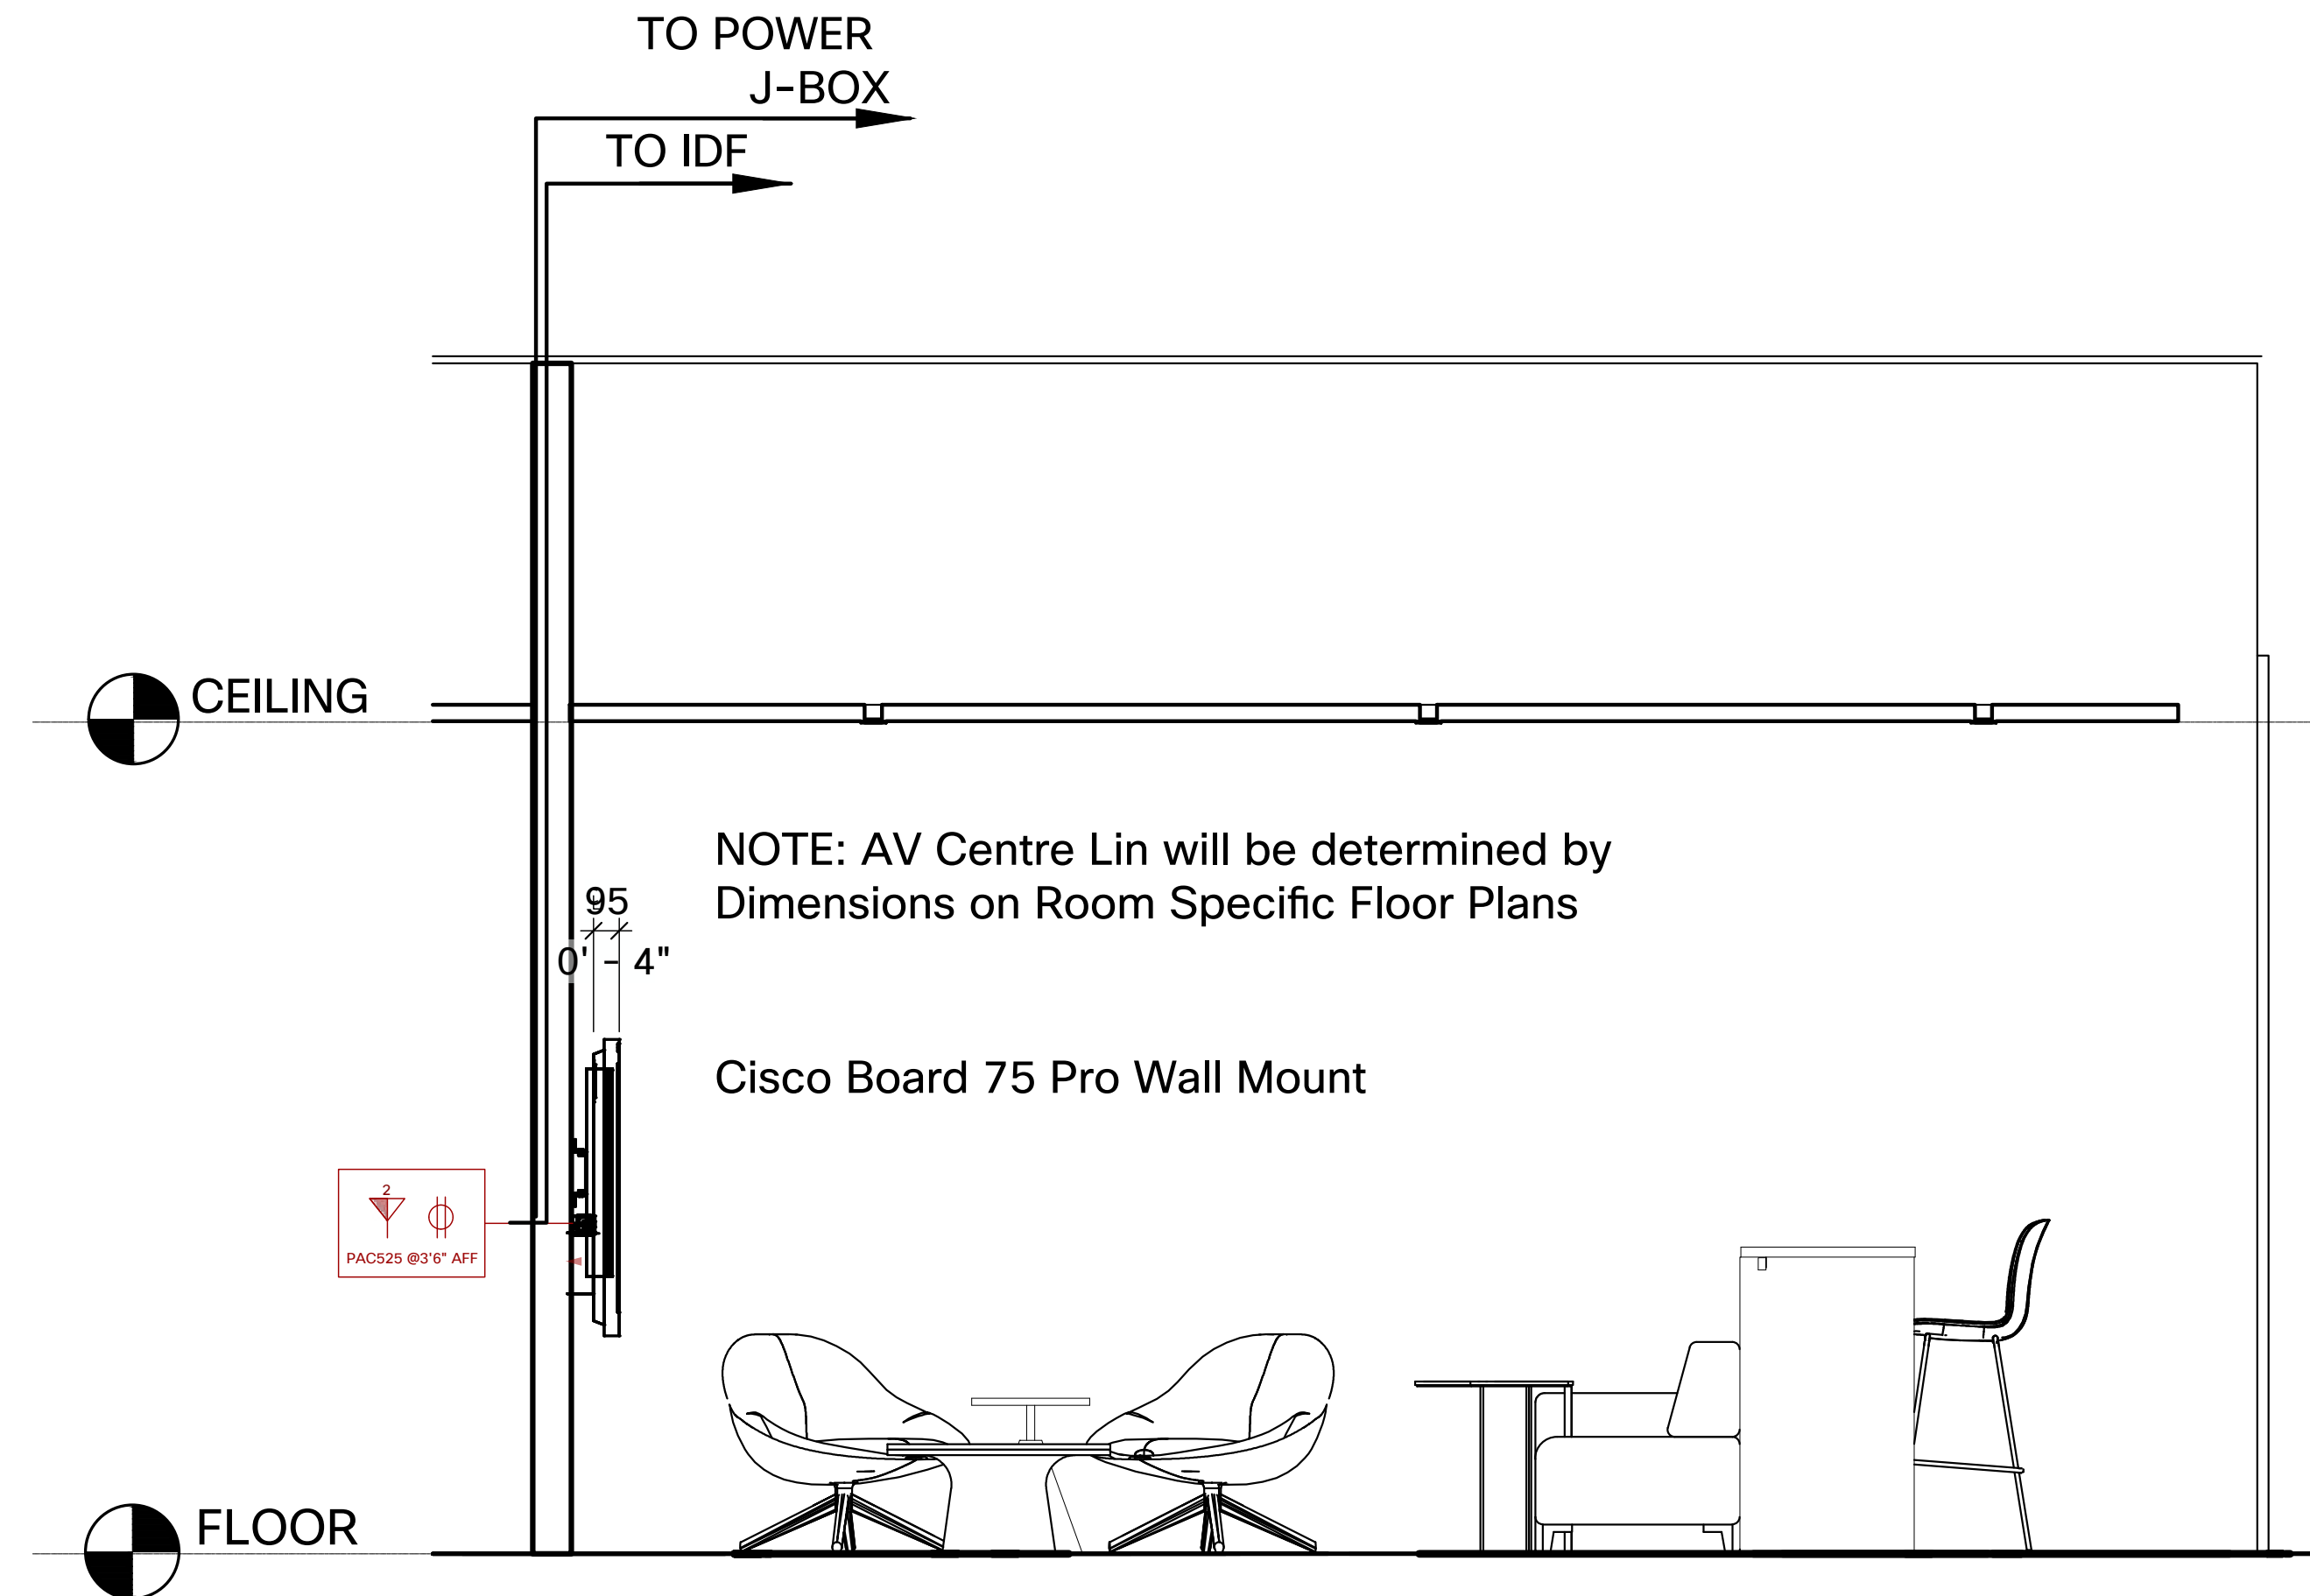 TO POWER
J-BOX
TO IDF
CEILING
NOTE: AV Centre Lin will be determined by
Dimensions on Room Specific Floor Plans
95
0' - 4"
Cisco Board 75 Pro Wall Mount
2
PAC525 @3'6" AFF
FLOOR